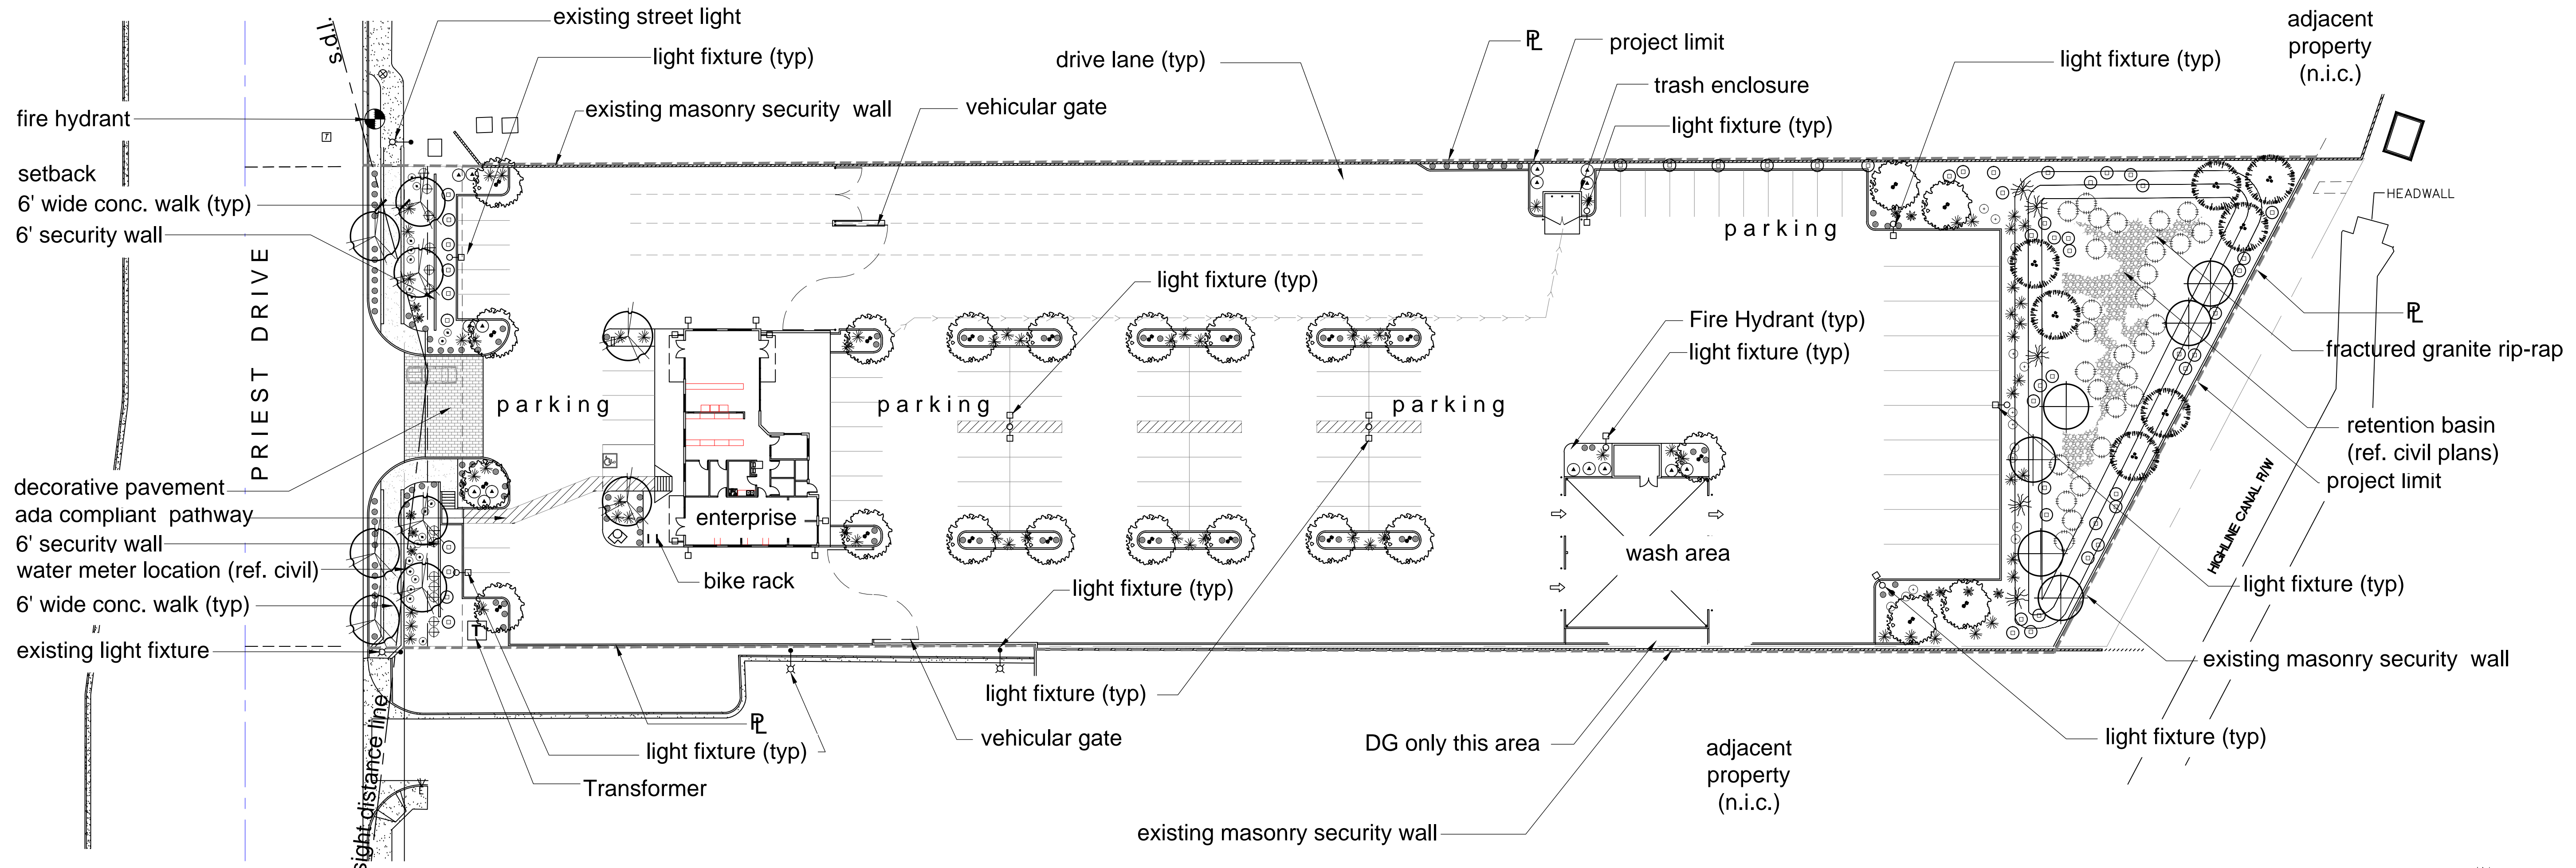 existing street light
s.d.l.
light fixture (typ)
drive lane (typ)
PL
project limit
adjacent
property
(n.i.c.)
light fixture (typ)
trash enclosure
light fixture (typ)
fire hydrant
existing masonry security wall
vehicular gate
setback
6' wide conc. walk (typ)
6' security wall
HEADWALL
parking
PRIEST DRIVE
light fixture (typ)
Fire Hydrant (typ)
light fixture (typ)
PL
fractured granite rip-rap
parking
parking
parking
retention basin
(ref. civil plans)
project limit
decorative pavement
ada compliant pathway
enterprise
6' security wall
water meter location (ref. civil)
6' wide conc. walk (typ)
existing light fixture
bike rack
wash area
light fixture (typ)
HIGHLINE CANAL R/W
light fixture (typ)
T
existing masonry security wall
light fixture (typ)
PL
light fixture (typ)
vehicular gate
DG only this area
adjacent
property
(n.i.c.)
light fixture (typ)
Transformer
sight distance line
existing masonry security wall